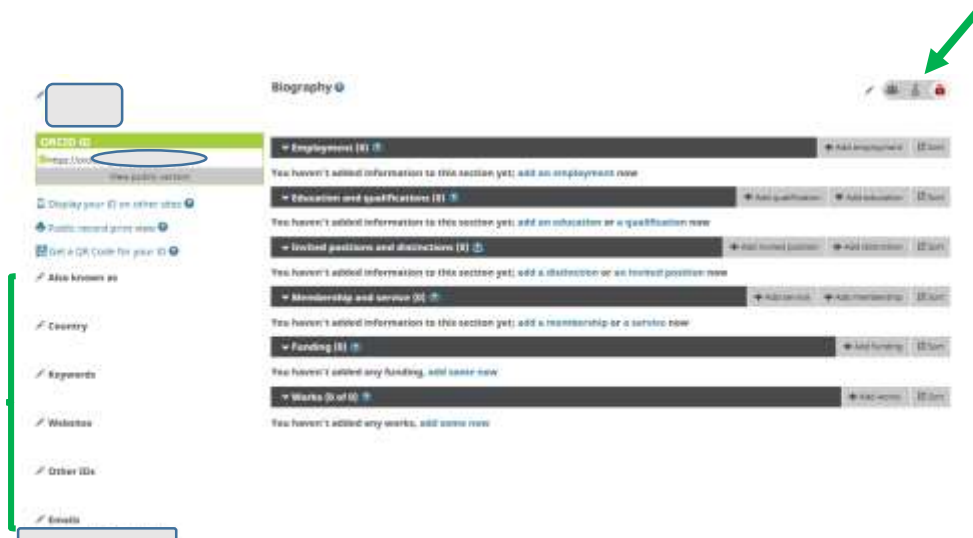 Biography
ORCID iD
https://orcid
View public version
Display your iD on other sites
Public record print view
Get a QR Code for your iD
Also known as
Country
Keywords
Websites
Other IDs
Emails
Employment (0)
Add employment
Sort
You haven't added information to this section yet; add an employment now
Education and qualifications (0)
Add qualification
Add education
Sort
You haven't added information to this section yet; add an education or a qualification now
Invited positions and distinctions (0)
Add invited position
Add distinction
Sort
You haven't added information to this section yet; add a distinction or an invited position now
Membership and service (0)
Add service
Add membership
Sort
You haven't added information to this section yet; add a membership or a service now
Funding (0)
Add funding
Sort
You haven't added any funding, add some now
Works (0 of 0)
Add works
Sort
You haven't added any works, add some now